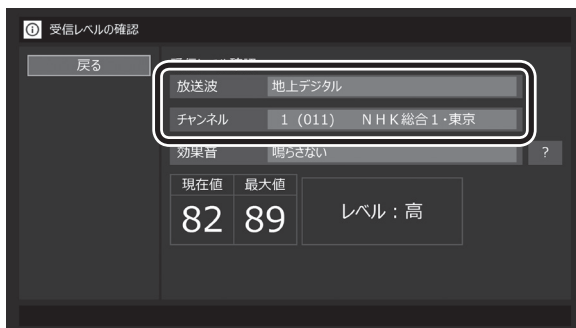 受信レベルの確認
戻る
放送波 地上デジタル
チャンネル 1 (011) NHK総合1・東京
効果音 鳴らさない ?
現在値 最大値
82 89 レベル：高